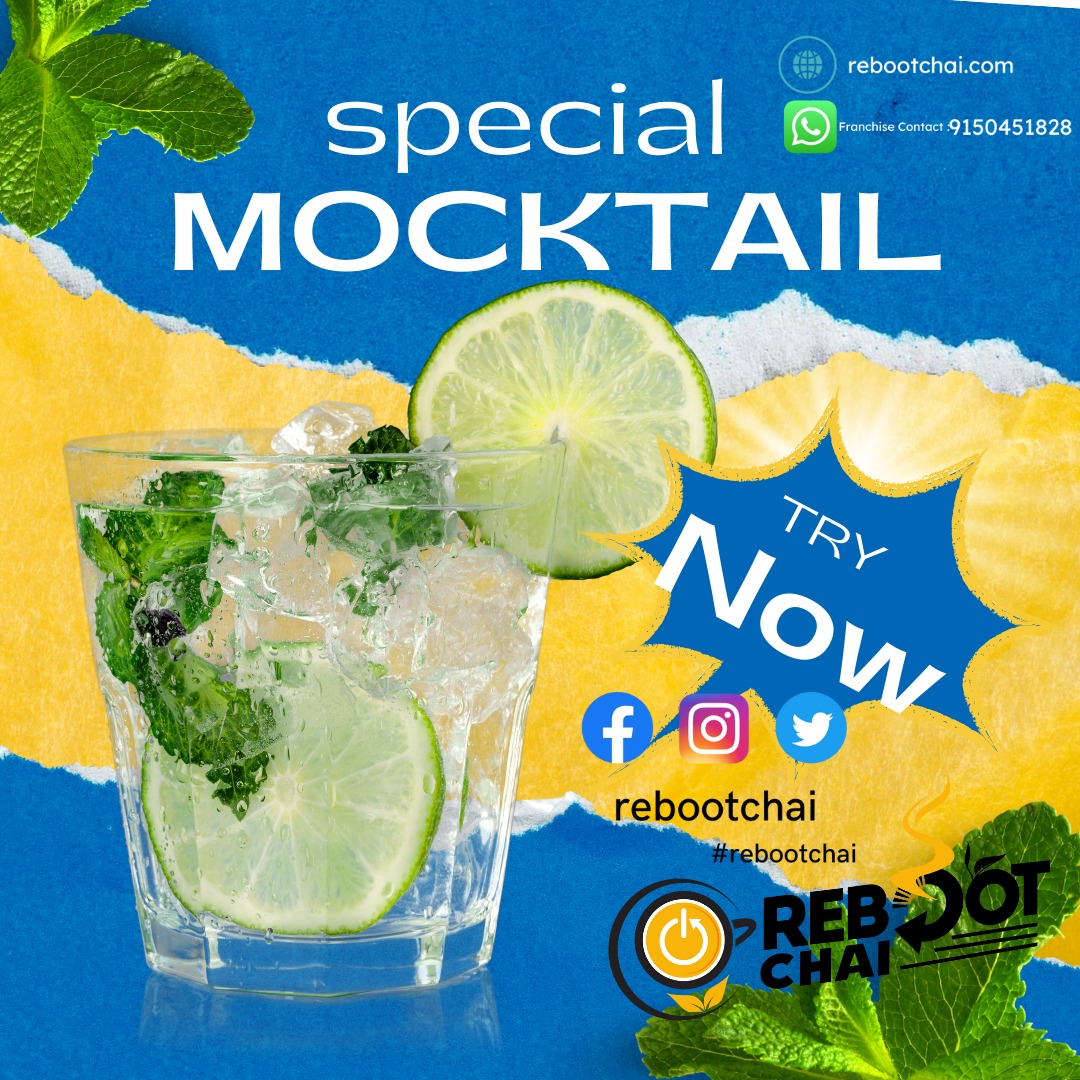 rebootchai.com
Franchise Contact :9150451828
special
MOCKTAIL
TRY
Now
rebootchai
#rebootchai
REBOOT
CHAI